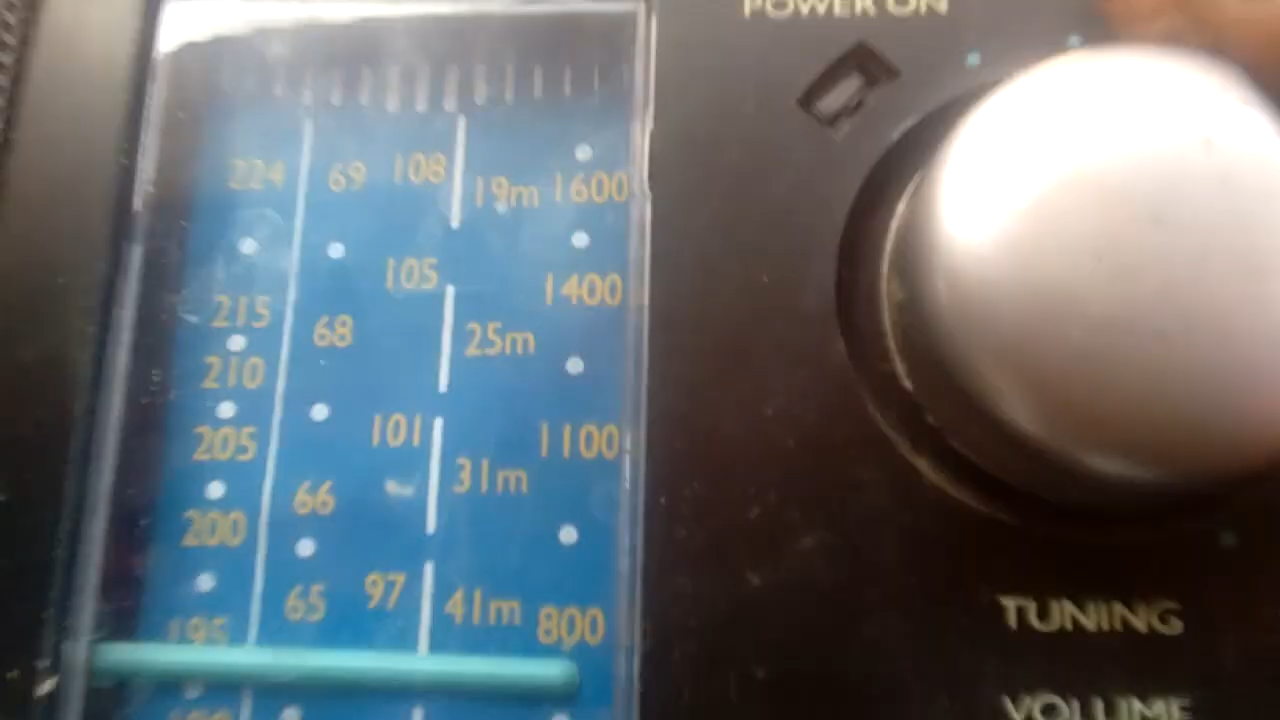 POWER ON
224 69 108 19m 1600
105 1400
215 68 25m
210
205 101 1100
66 31m
200
65 97 41m 800
195
TUNING
VOLUME